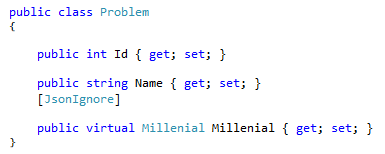 public class Problem
{
public int Id { get; set; }
public string Name { get; set; }
[JsonIgnore]
public virtual Millenial Millenial { get; set; }
}